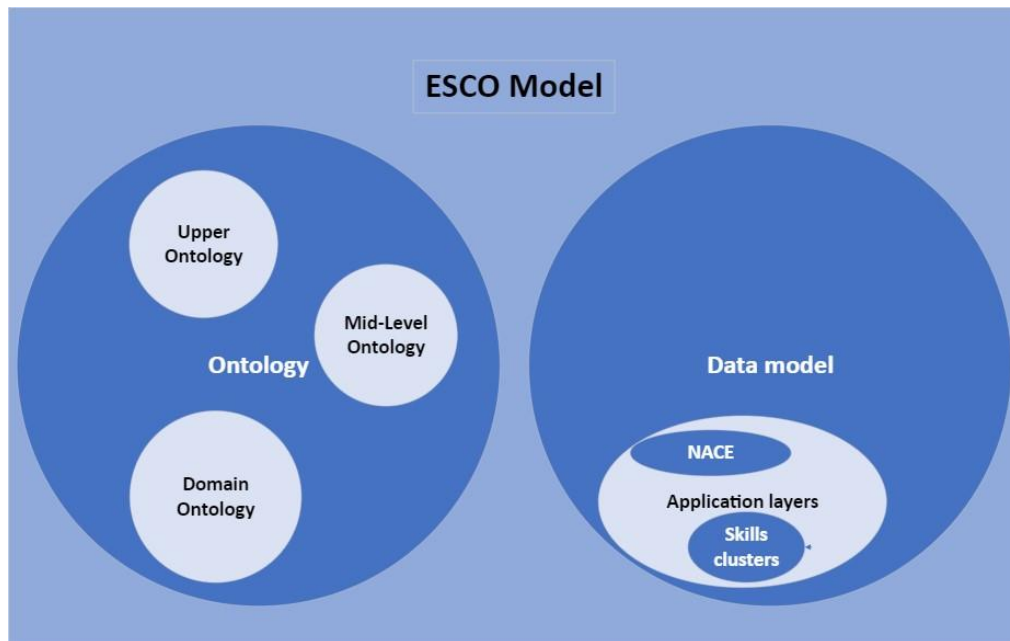 ESCO Model
Upper
Ontology
Mid-Level
Ontology
Ontology
Domain
Ontology
Data model
NACE
Application layers
Skills
clusters